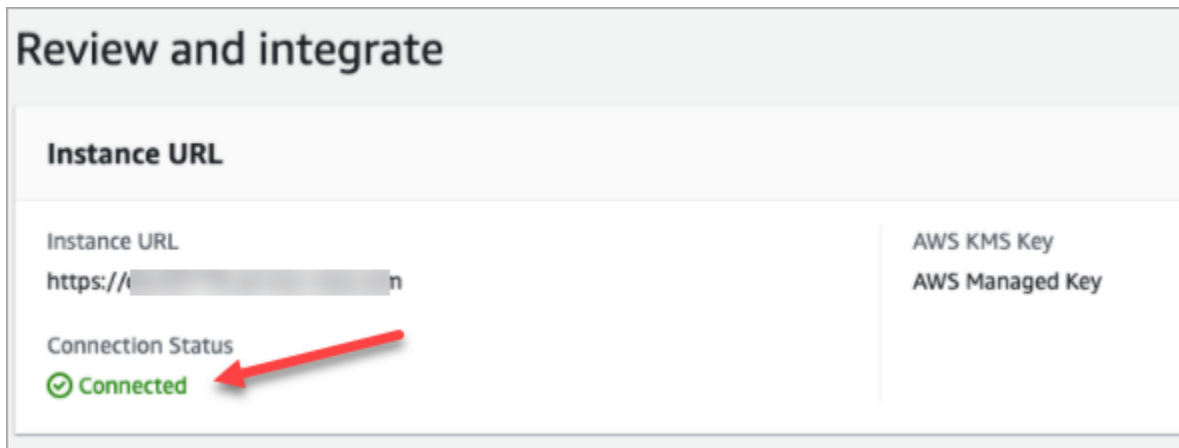 Review and integrate
Instance URL
Instance URL
https://
AWS KMS Key
AWS Managed Key
Connection Status
Connected